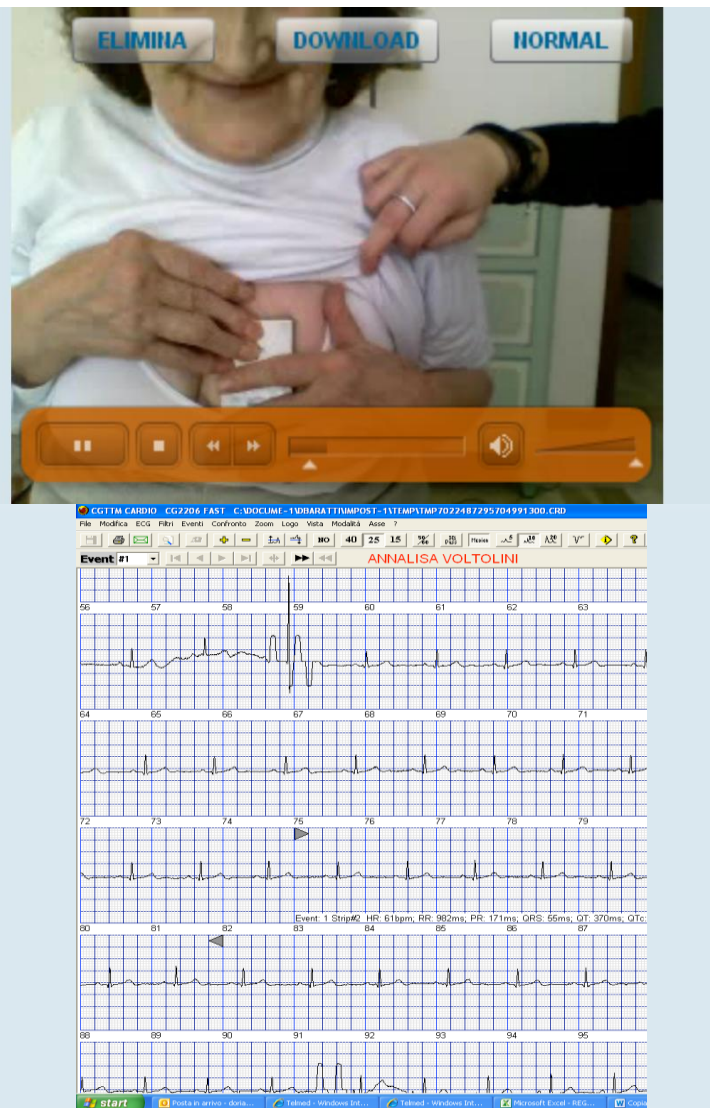 ELIMINA DOWNLOAD NORMAL
CGTTM CARDIO CG2206 FAST C:\DOCUME~1\DBARATTI\IMPOST~1\TEMP\TMP7022487295704991300.CRD
File Modifica ECG Filtri Eventi Confronto Zoom Logo Vista Modalità Asse ?
NO 40 25 15
Event #1 ANNALISA VOLTOLINI
56 57 58 59 60 61 62 63
64 65 66 67 68 69 70 71
72 73 74 75 76 77 78 79
Event: 1 Strip#2 HR: 61bpm; RR: 982ms; PR: 171ms; QRS: 55ms; QT: 370ms; QTc:
80 81 82 83 84 85 86 87
88 89 90 91 92 93 94 95
start Posta in arrivo - doria... Telmed - Windows Int... Telmed - Windows Int... Microsoft Excel - REG... Copia